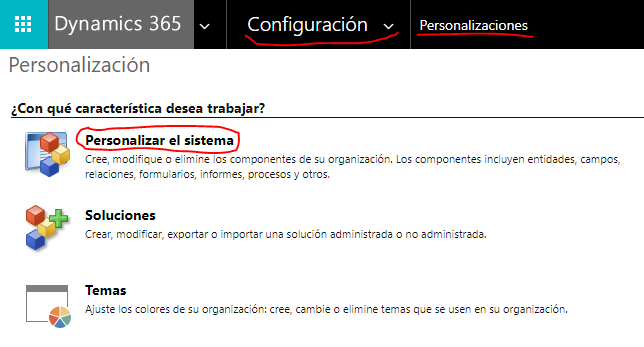 Dynamics 365 Configuración Personalizaciones
Personalización
¿Con qué característica desea trabajar?
Personalizar el sistema
Cree, modifique o elimine los componentes de su organización. Los componentes incluyen entidades, campos,
relaciones, formularios, informes, procesos y otros.
Soluciones
Crear, modificar, exportar o importar una solución administrada o no administrada.
Temas
Ajuste los colores de su organización: cree, cambie o elimine temas que se usen en su organización.